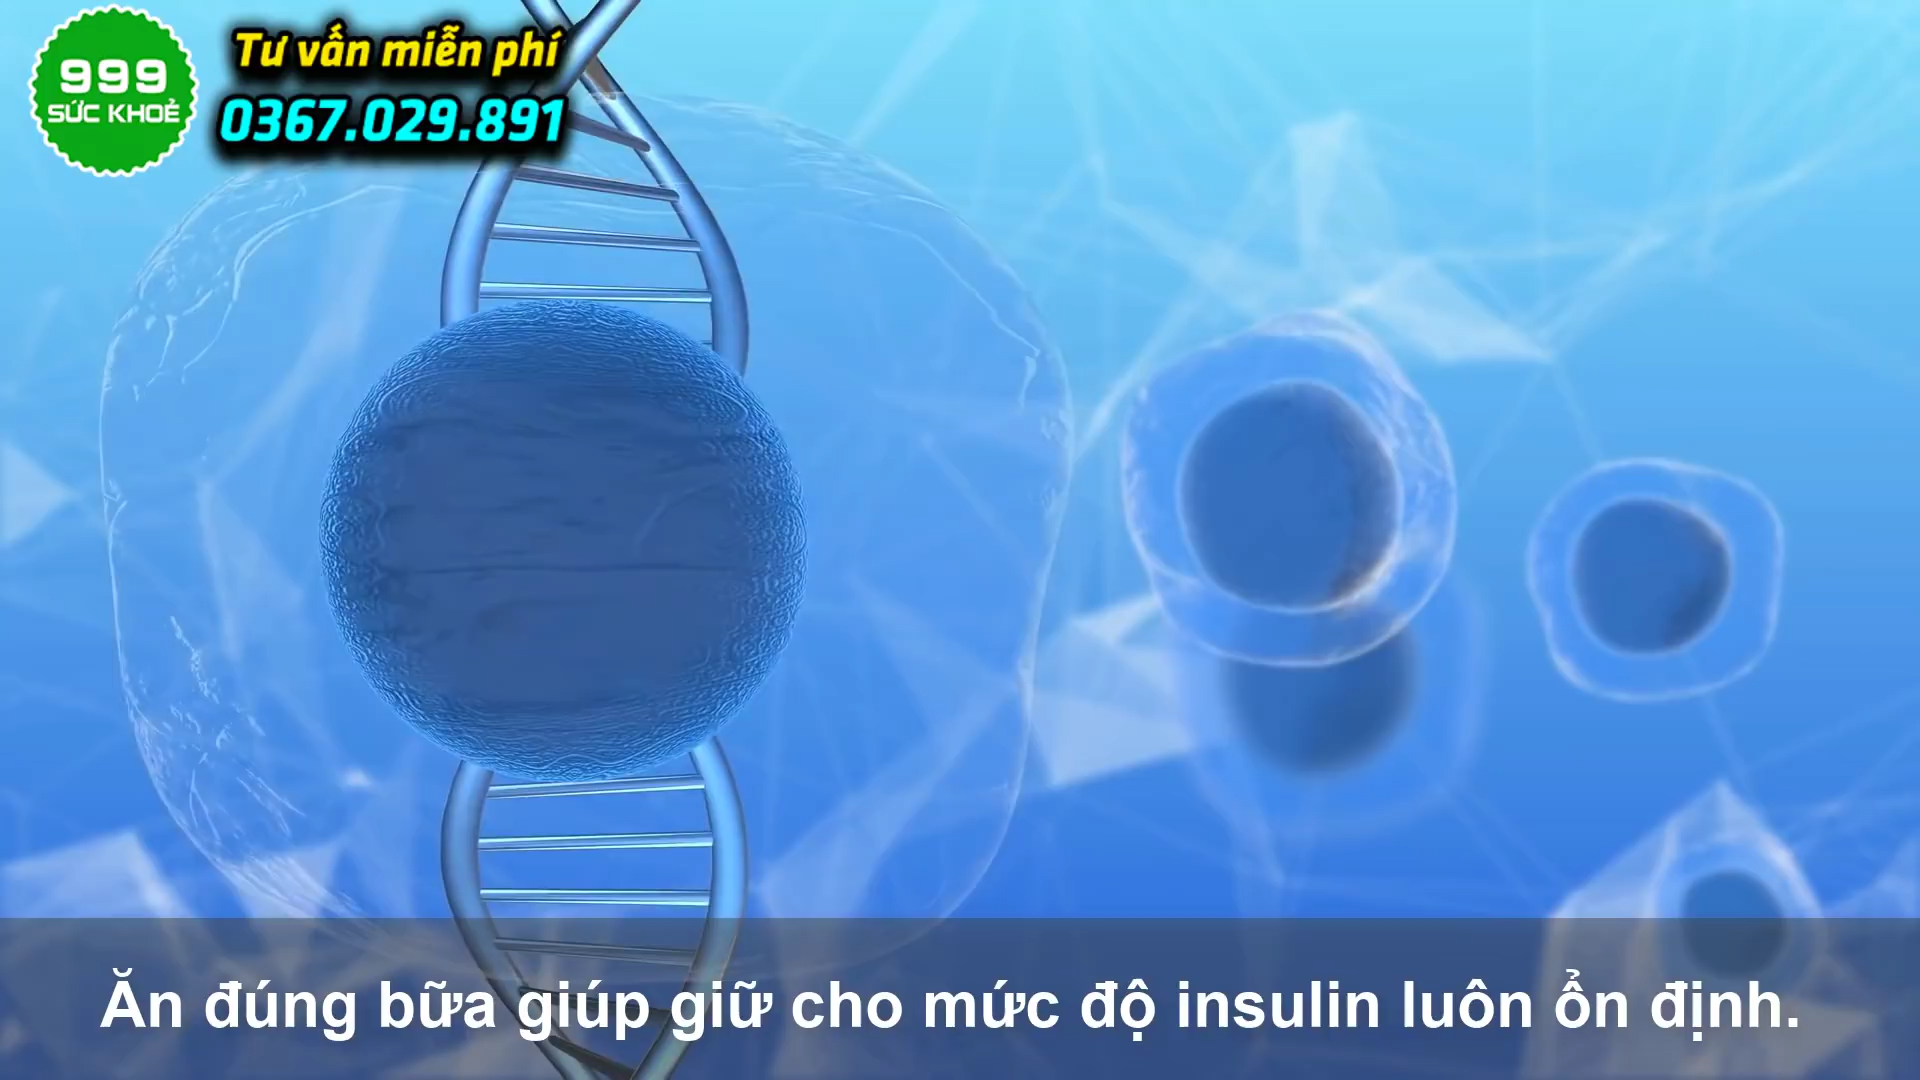 999
SỨC KHOẺ
Tư vấn miễn phí
0367.029.891
Ăn đúng bữa giúp giữ cho mức độ insulin luôn ổn định.